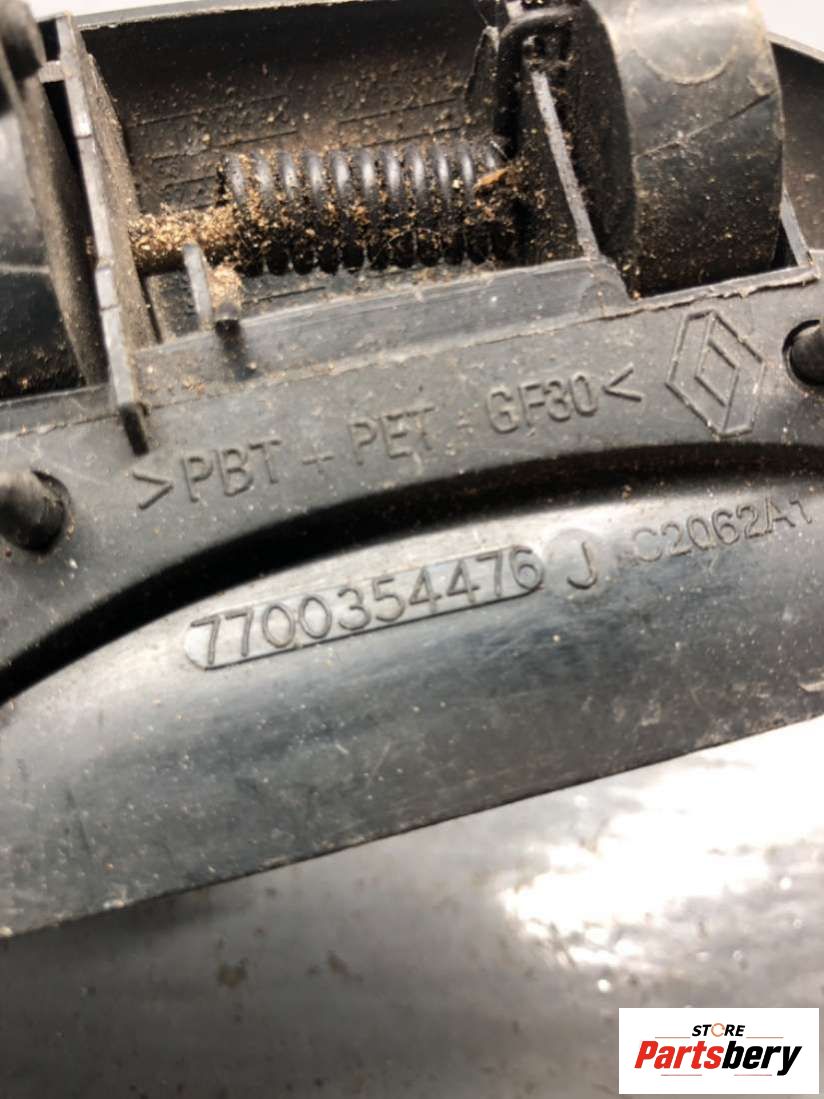 >PBT + PET - GF30<
7700354476 J C2062A1
STORE
Partsbery